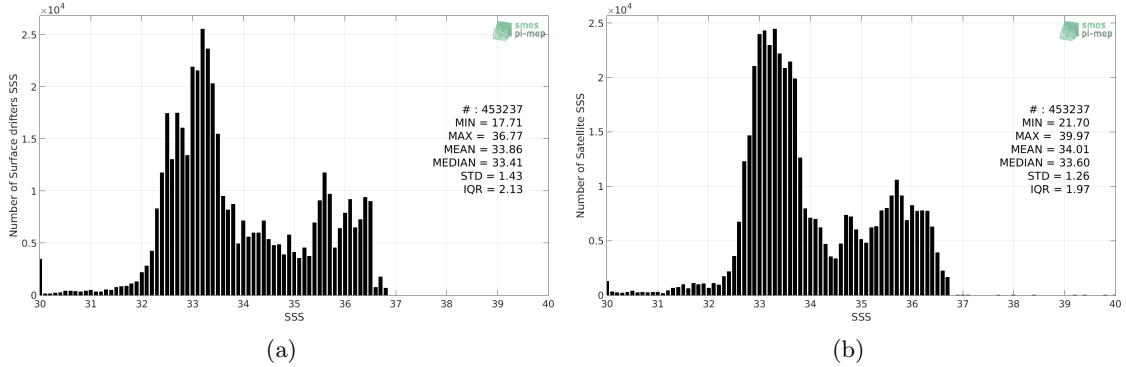 ×10⁴
smos
pi-mep
2.5
2
1.5
1
0.5
0
Number of Surface drifters SSS
# : 453237
MIN = 17.71
MAX = 36.77
MEAN = 33.86
MEDIAN = 33.41
STD = 1.43
IQR = 2.13
30 31 32 33 34 35 36 37 38 39 40
SSS
(a)
×10⁴
smos
pi-mep
2.5
2
1.5
1
0.5
0
Number of Satellite SSS
# : 453237
MIN = 21.70
MAX = 39.97
MEAN = 34.01
MEDIAN = 33.60
STD = 1.26
IQR = 1.97
30 31 32 33 34 35 36 37 38 39 40
SSS
(b)